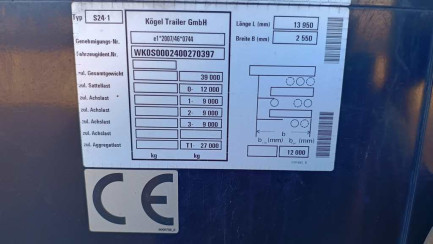 Typ S24-1 Kögel Trailer GmbH Länge L (mm) 13 950
Genehmigungs-Nr. e1*2007/46*0744 Breite B (mm) 2 550
Fahrzeugident.Nr. WK0S0002400270397
zul. Gesamtgewicht 39 000
zul. Sattellast 0- 12 000
zul. Achslast 1- 9 000
zul. Achslast 2- 9 000
zul. Achslast 3- 9 000
zul. Achslast
zul. Aggregatlast T1- 27 000
kg kg
b (mm) b (mm)
12 000
CE